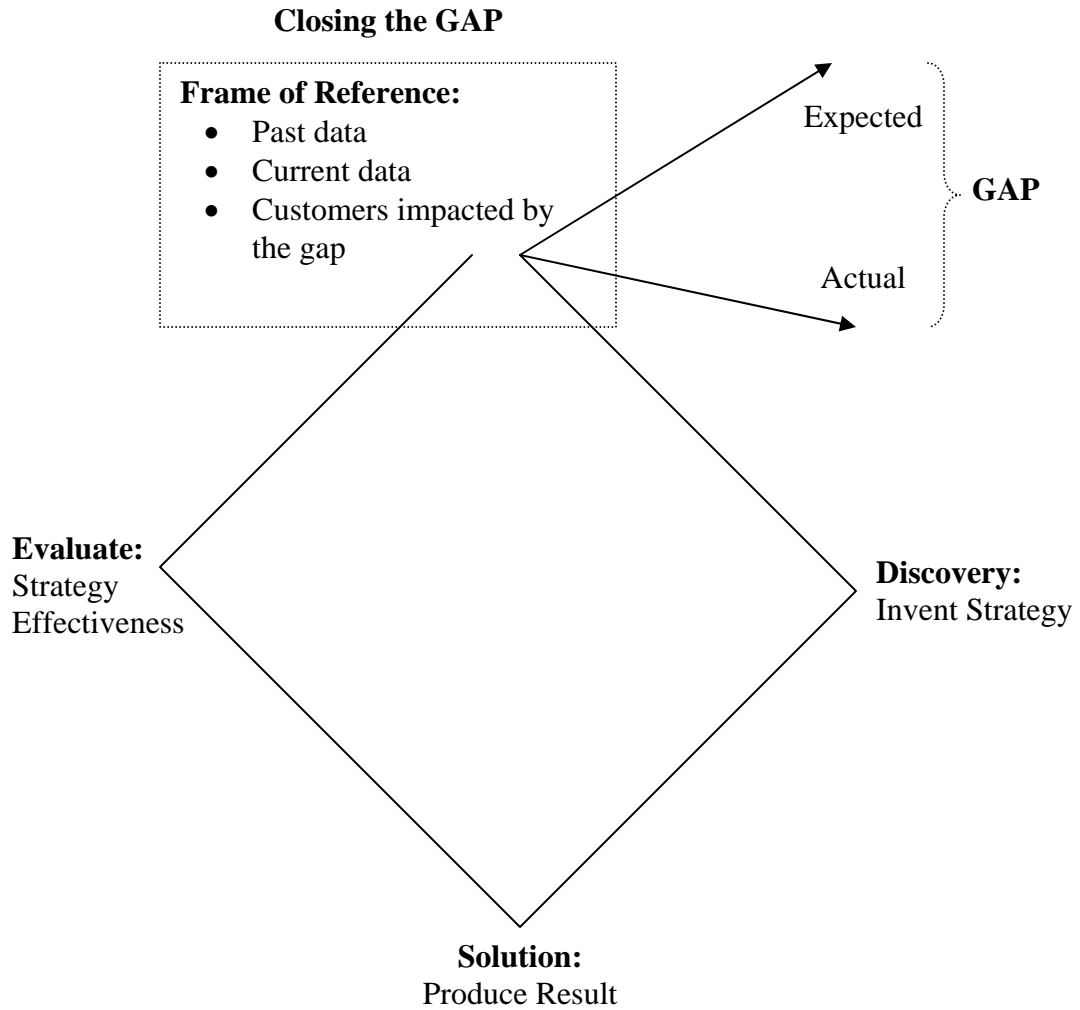 Closing the GAP
Frame of Reference:
• Past data
• Current data
• Customers impacted by
the gap
Expected
GAP
Actual
Evaluate:
Strategy
Effectiveness
Discovery:
Invent Strategy
Solution:
Produce Result